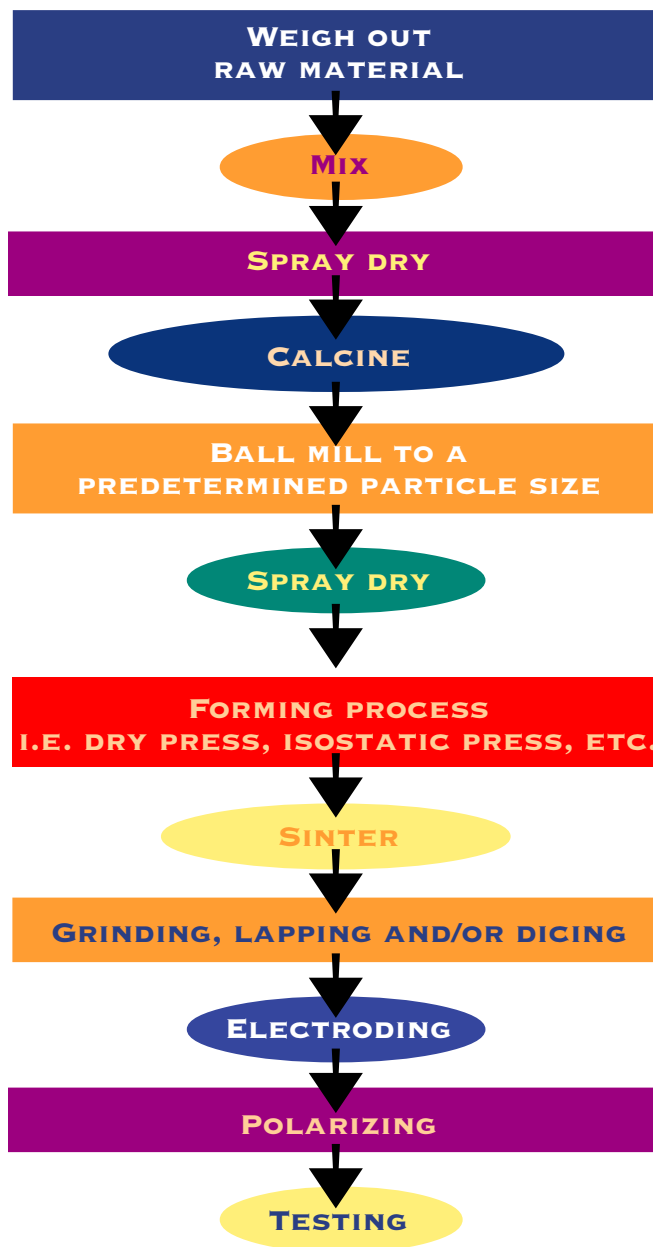 Weigh out
raw material
Mix
Spray dry
Calcine
Ball mill to a
predetermined particle size
Spray dry
Forming process
i.e. dry press, isostatic press, etc.
Sinter
Grinding, lapping and/or dicing
Electroding
Polarizing
Testing